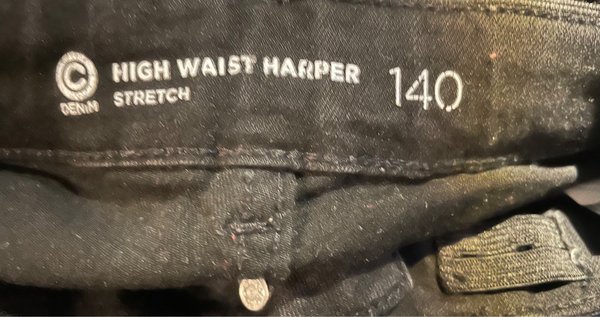 C
DENIM
HIGH WAIST HARPER
STRETCH
140